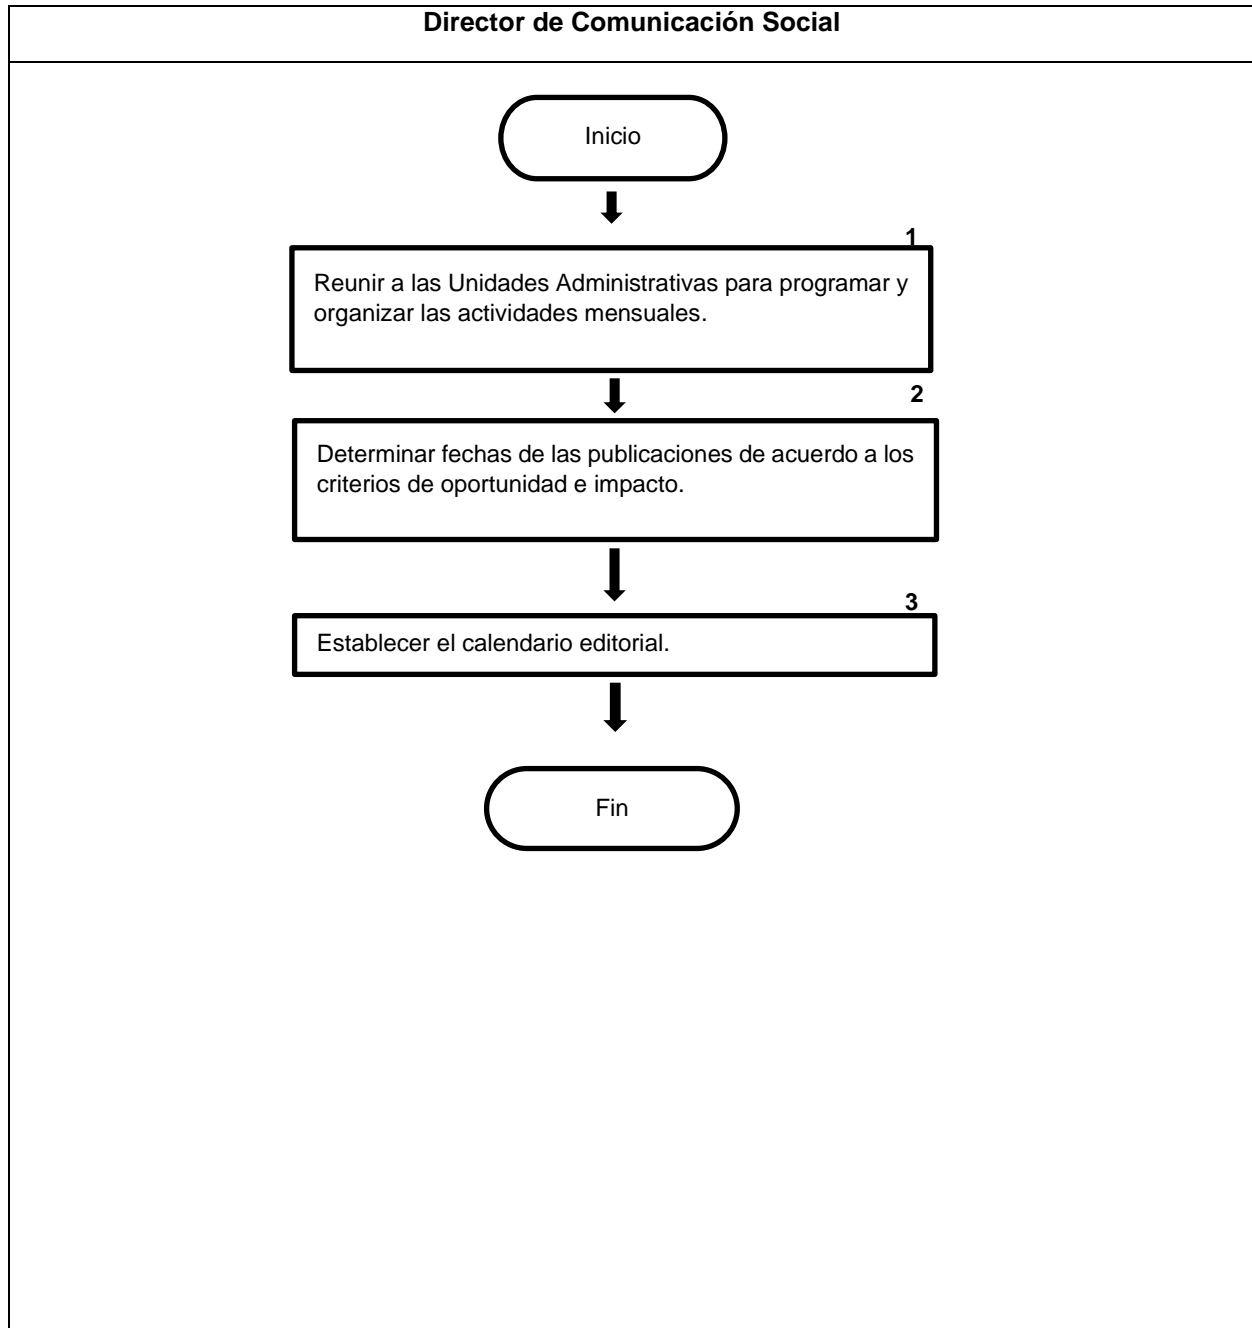 Director de Comunicación Social
Inicio
1
Reunir a las Unidades Administrativas para programar y
organizar las actividades mensuales.
2
Determinar fechas de las publicaciones de acuerdo a los
criterios de oportunidad e impacto.
3
Establecer el calendario editorial.
Fin